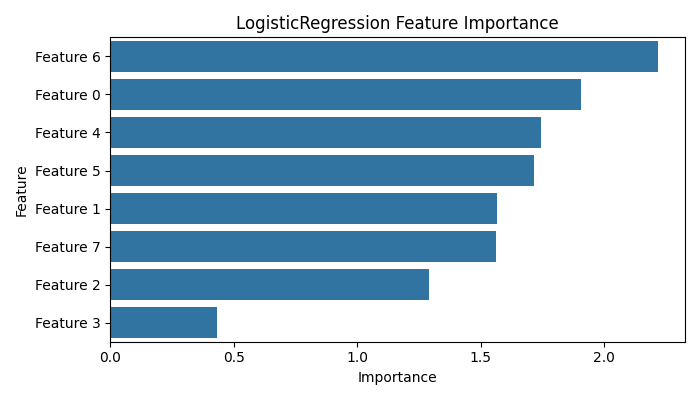 LogisticRegression Feature Importance
Feature 6
Feature 0
Feature 4
Feature 5
Feature 1
Feature 7
Feature 2
Feature 3
Feature
0.0 0.5 1.0 1.5 2.0
Importance